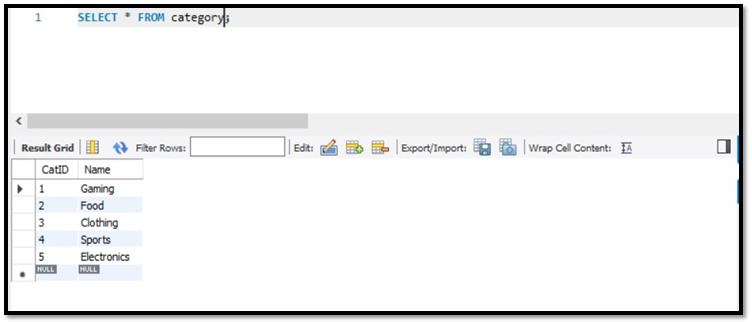 1 SELECT * FROM category;
Result Grid Filter Rows: Edit: Export/Import: Wrap Cell Content: IA
CatID Name
1 Gaming
2 Food
3 Clothing
4 Sports
5 Electronics
NULL NULL